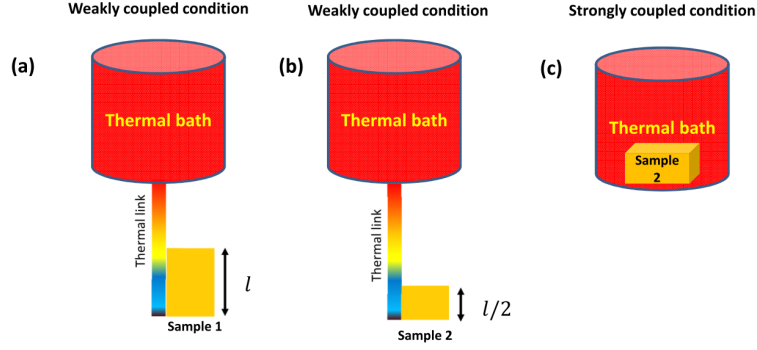 Weakly coupled condition
Weakly coupled condition
Strongly coupled condition
(a)
(b)
(c)
Thermal bath
Thermal bath
Thermal bath
Sample
2
Thermal link
Thermal link
l
l/2
Sample 1
Sample 2